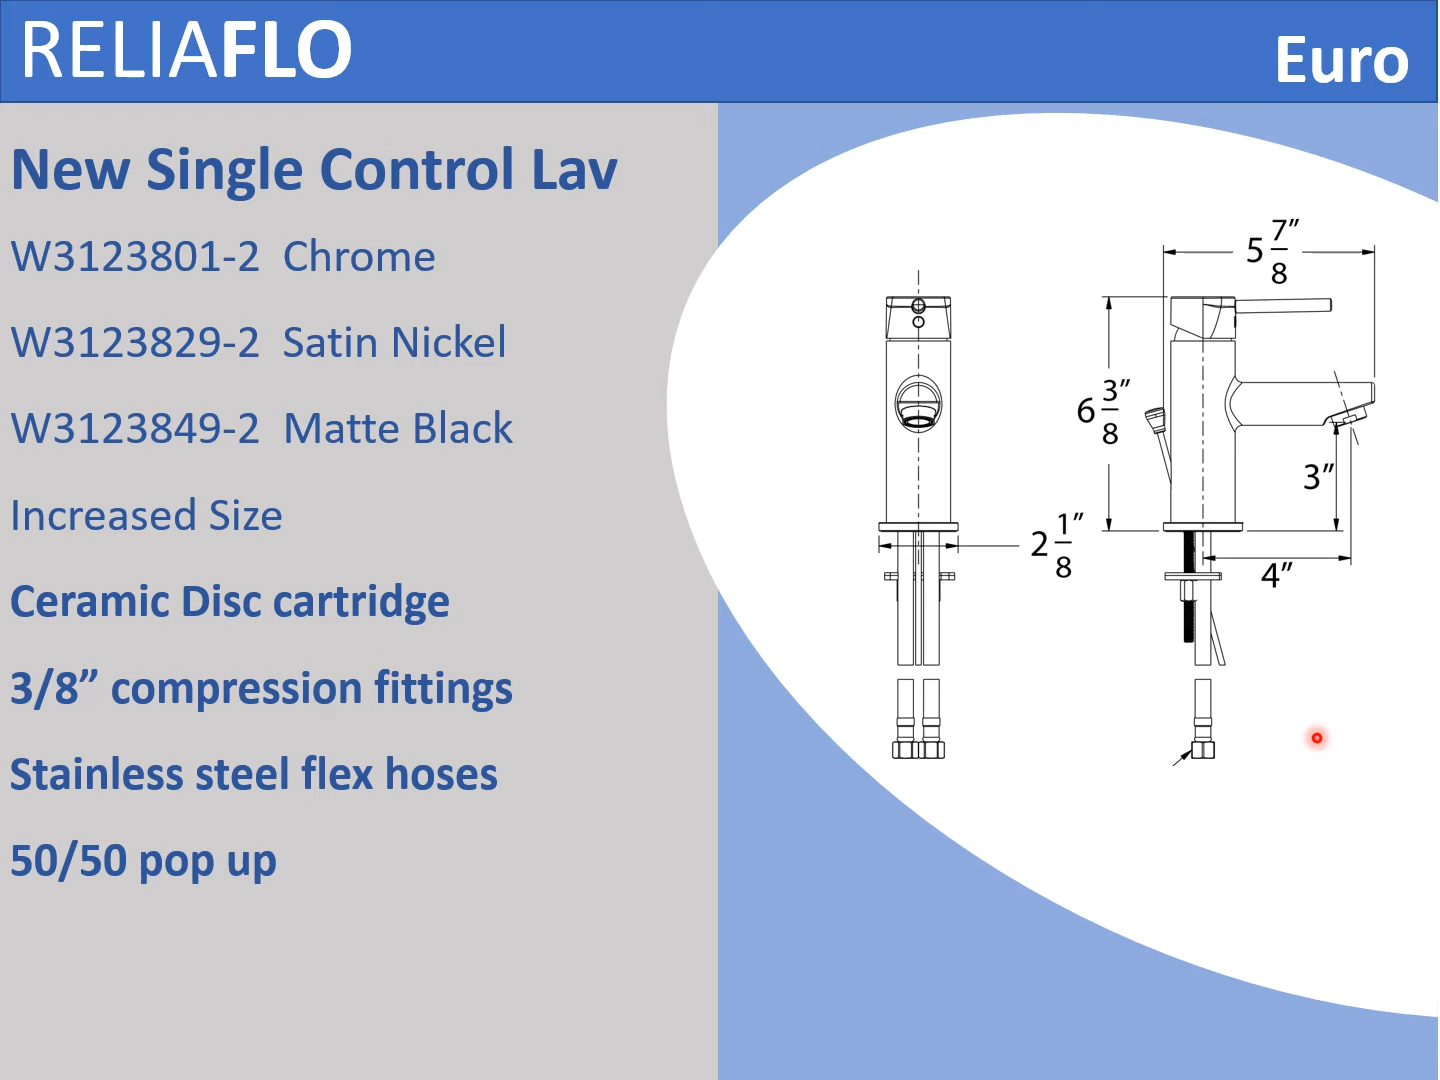 RELIAFLO
Euro
New Single Control Lav
W3123801-2 Chrome
W3123829-2 Satin Nickel
W3123849-2 Matte Black
Increased Size
Ceramic Disc cartridge
3/8” compression fittings
Stainless steel flex hoses
50/50 pop up
5 7/8”
6 3/8”
3”
2 1/8”
4”